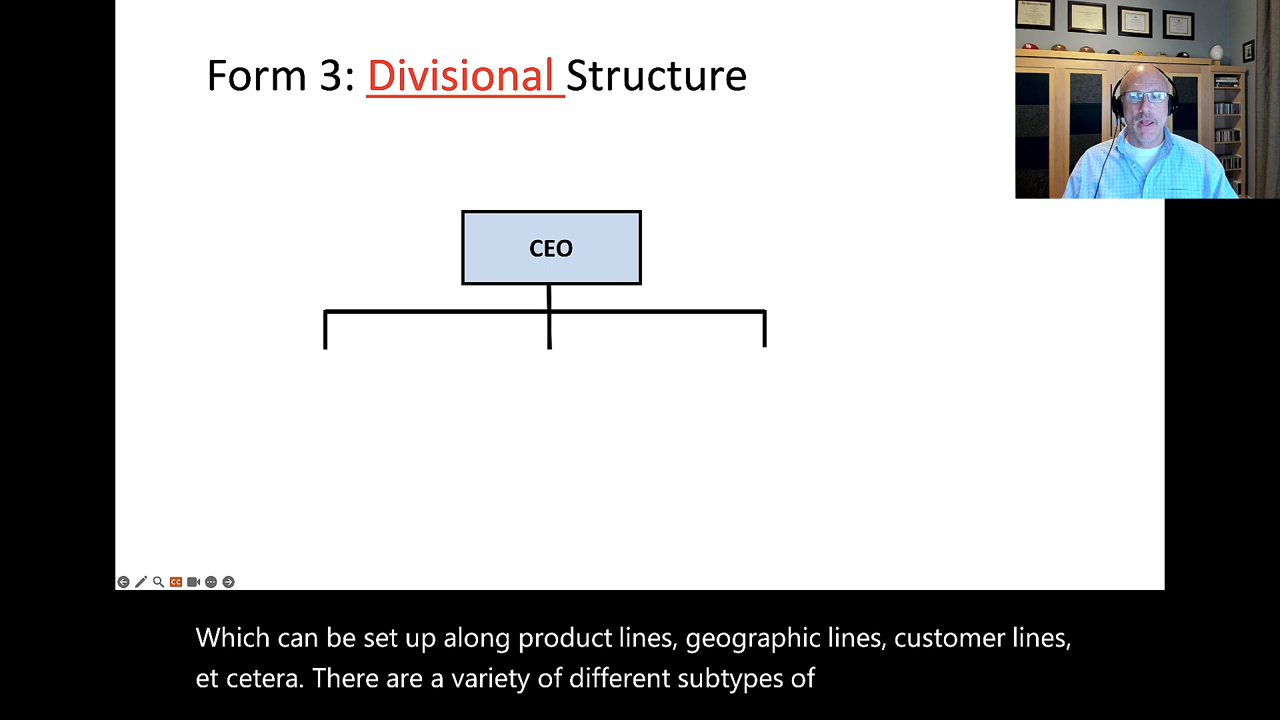 Form 3: Divisional Structure
CEO
CC
Which can be set up along product lines, geographic lines, customer lines,
et cetera. There are a variety of different subtypes of